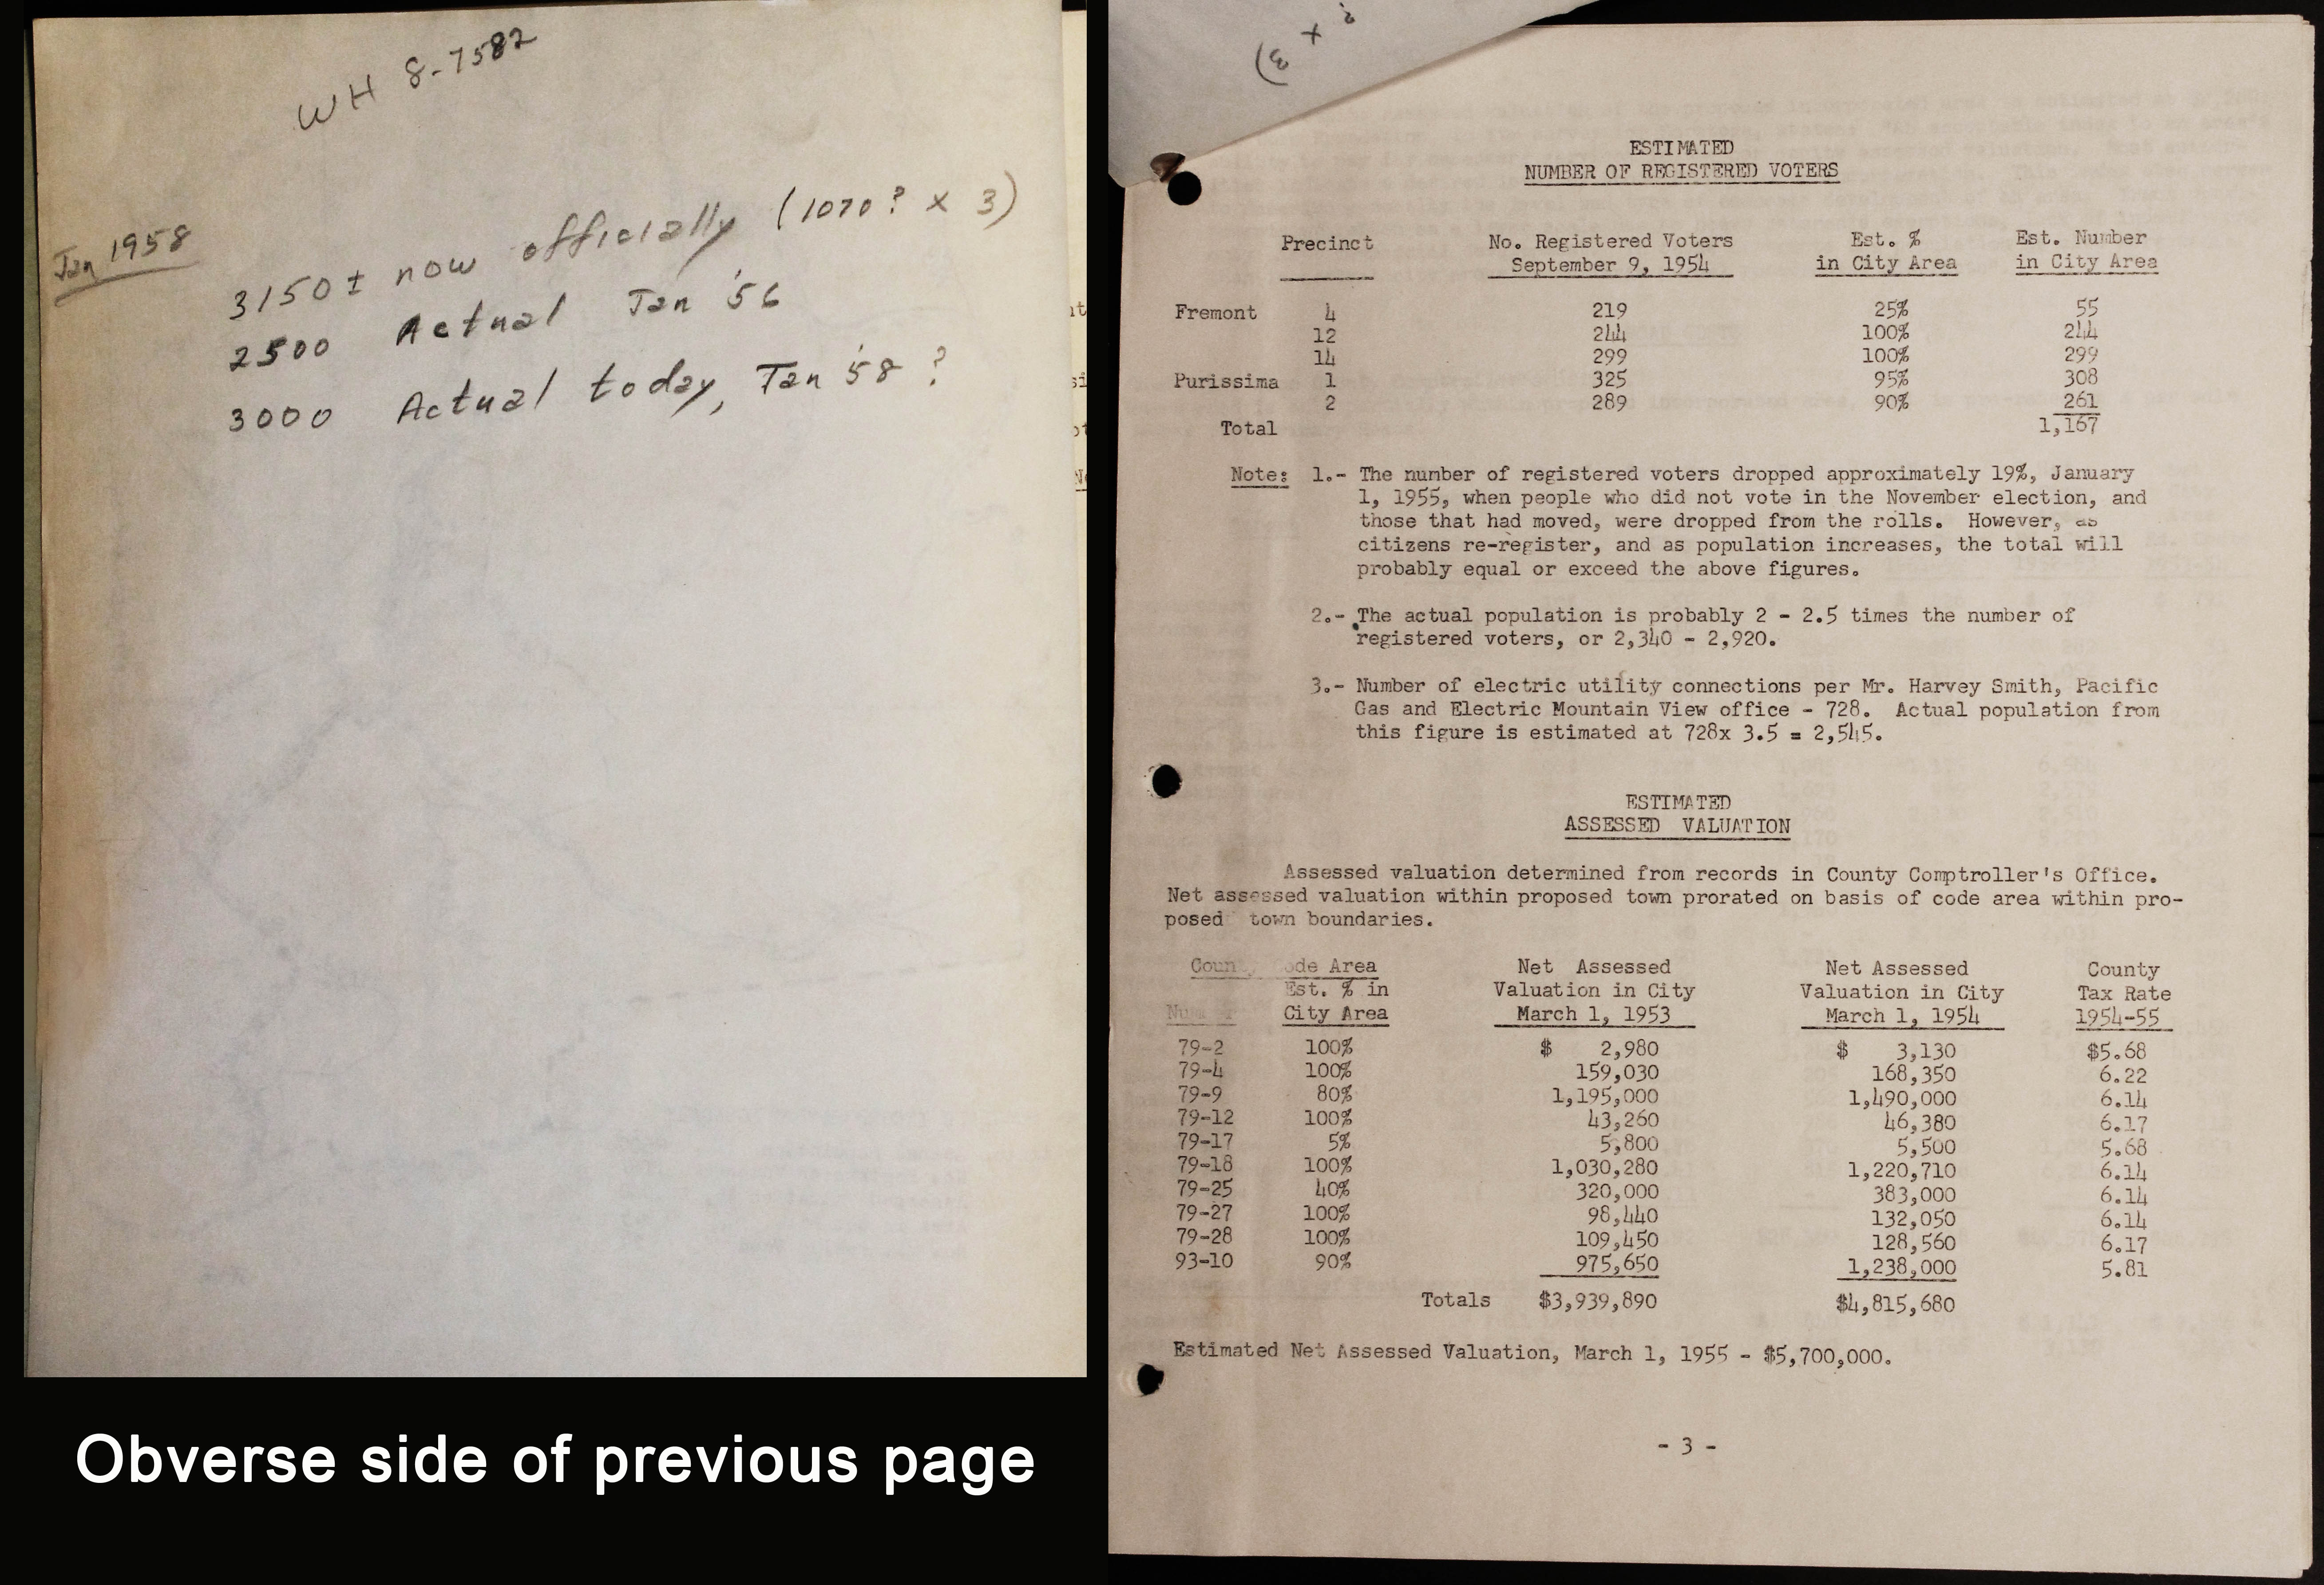 WH 8-7582
Jan 1958
3150± now officially (1070? x 3)
2500 Actual Jan '56
3000 Actual today, Jan '58?
Obverse side of previous page
? x 3)
ESTIMATED
NUMBER OF REGISTERED VOTERS
Precinct No. Registered Voters Est. % Est. Number
September 9, 1954 in City Area in City Area
Fremont 4 219 25% 55
12 244 100% 244
14 299 100% 299
Purissima 1 325 95% 308
2 289 90% 261
Total 1,167
Note: 1.- The number of registered voters dropped approximately 19%, January
1, 1955, when people who did not vote in the November election, and
those that had moved, were dropped from the rolls. However, as
citizens re-register, and as population increases, the total will
probably equal or exceed the above figures.
2.- The actual population is probably 2 - 2.5 times the number of
registered voters, or 2,340 - 2,920.
3.- Number of electric utility connections per Mr. Harvey Smith, Pacific
Gas and Electric Mountain View office - 728. Actual population from
this figure is estimated at 728x 3.5 = 2,545.
ESTIMATED
ASSESSED VALUATION
Assessed valuation determined from records in County Comptroller's Office.
Net assessed valuation within proposed town prorated on basis of code area within pro-
posed town boundaries.
County Code Area Net Assessed Net Assessed County
Est. % in Valuation in City Valuation in City Tax Rate
Number City Area March 1, 1953 March 1, 1954 1954-55
79-2 100% $ 2,980 $ 3,130 $5.68
79-4 100% 159,030 168,350 6.22
79-9 80% 1,195,000 1,490,000 6.14
79-12 100% 43,260 46,380 6.17
79-17 5% 5,800 5,500 5.68
79-18 100% 1,030,280 1,220,710 6.14
79-25 40% 320,000 383,000 6.14
79-27 100% 98,440 132,050 6.14
79-28 100% 109,450 128,560 6.17
93-10 90% 975,650 1,238,000 5.81
Totals $3,939,890 $4,815,680
Estimated Net Assessed Valuation, March 1, 1955 - $5,700,000.
- 3 -